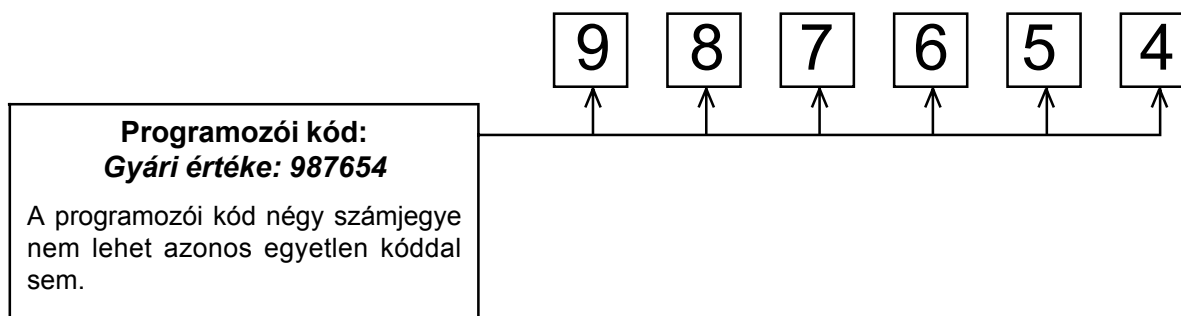 9 8 7 6 5 4
Programozói kód:
Gyári értéke: 987654
A programozói kód négy számjegye
nem lehet azonos egyetlen kóddal
sem.